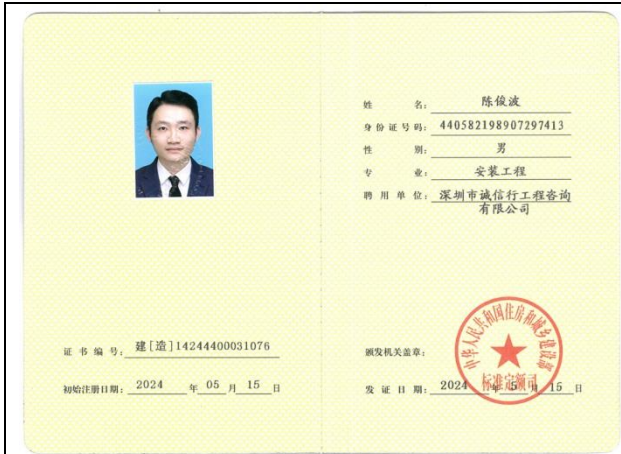 姓 名: 陈俊波
身份证号码: 440582198907297413
性 别: 男
专 业: 安装工程
聘用单位: 深圳市诚信行工程咨询
有限公司
证书编号: 建[造]14244400031076
初始注册日期: 2024 年 05 月 15 日
颁发机关盖章:
中华人民共和国住房和城乡建设部
标准定额司
发证日期: 2024 年 5 月 15 日